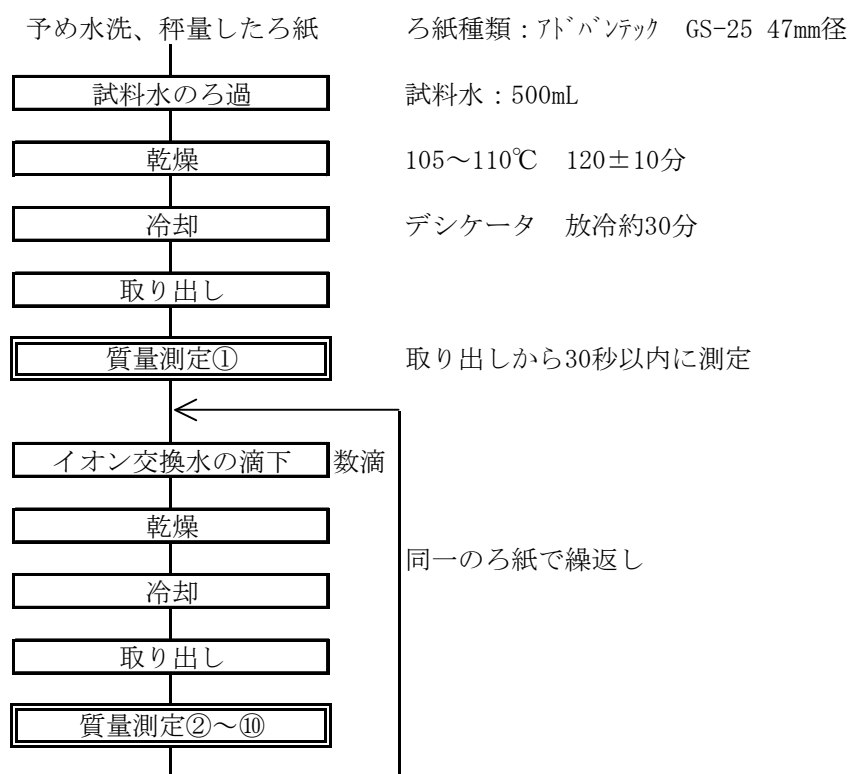 予め水洗、秤量したろ紙 ろ紙種類：ｱﾄﾞﾊﾞﾝﾃｯｸ GS-25 47mm径
試料水のろ過 試料水：500mL
乾燥 105～110℃ 120±10分
冷却 デシケータ 放冷約30分
取り出し
質量測定① 取り出しから30秒以内に測定
イオン交換水の滴下 数滴
乾燥
同一のろ紙で繰返し
冷却
取り出し
質量測定②～⑩